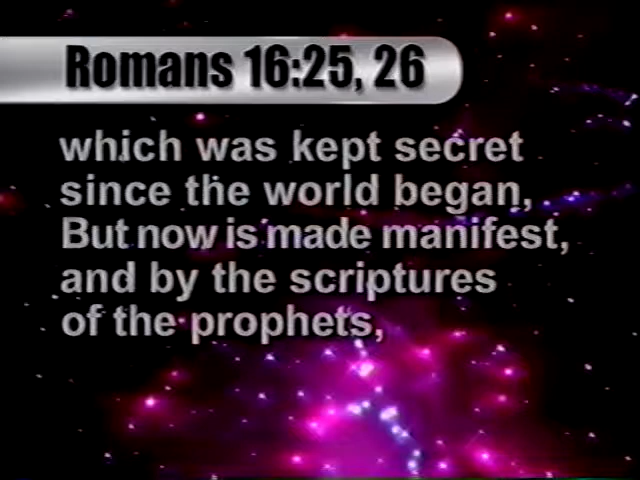 Romans 16:25, 26
which was kept secret
since the world began,
But now is made manifest,
and by the scriptures
of the prophets,